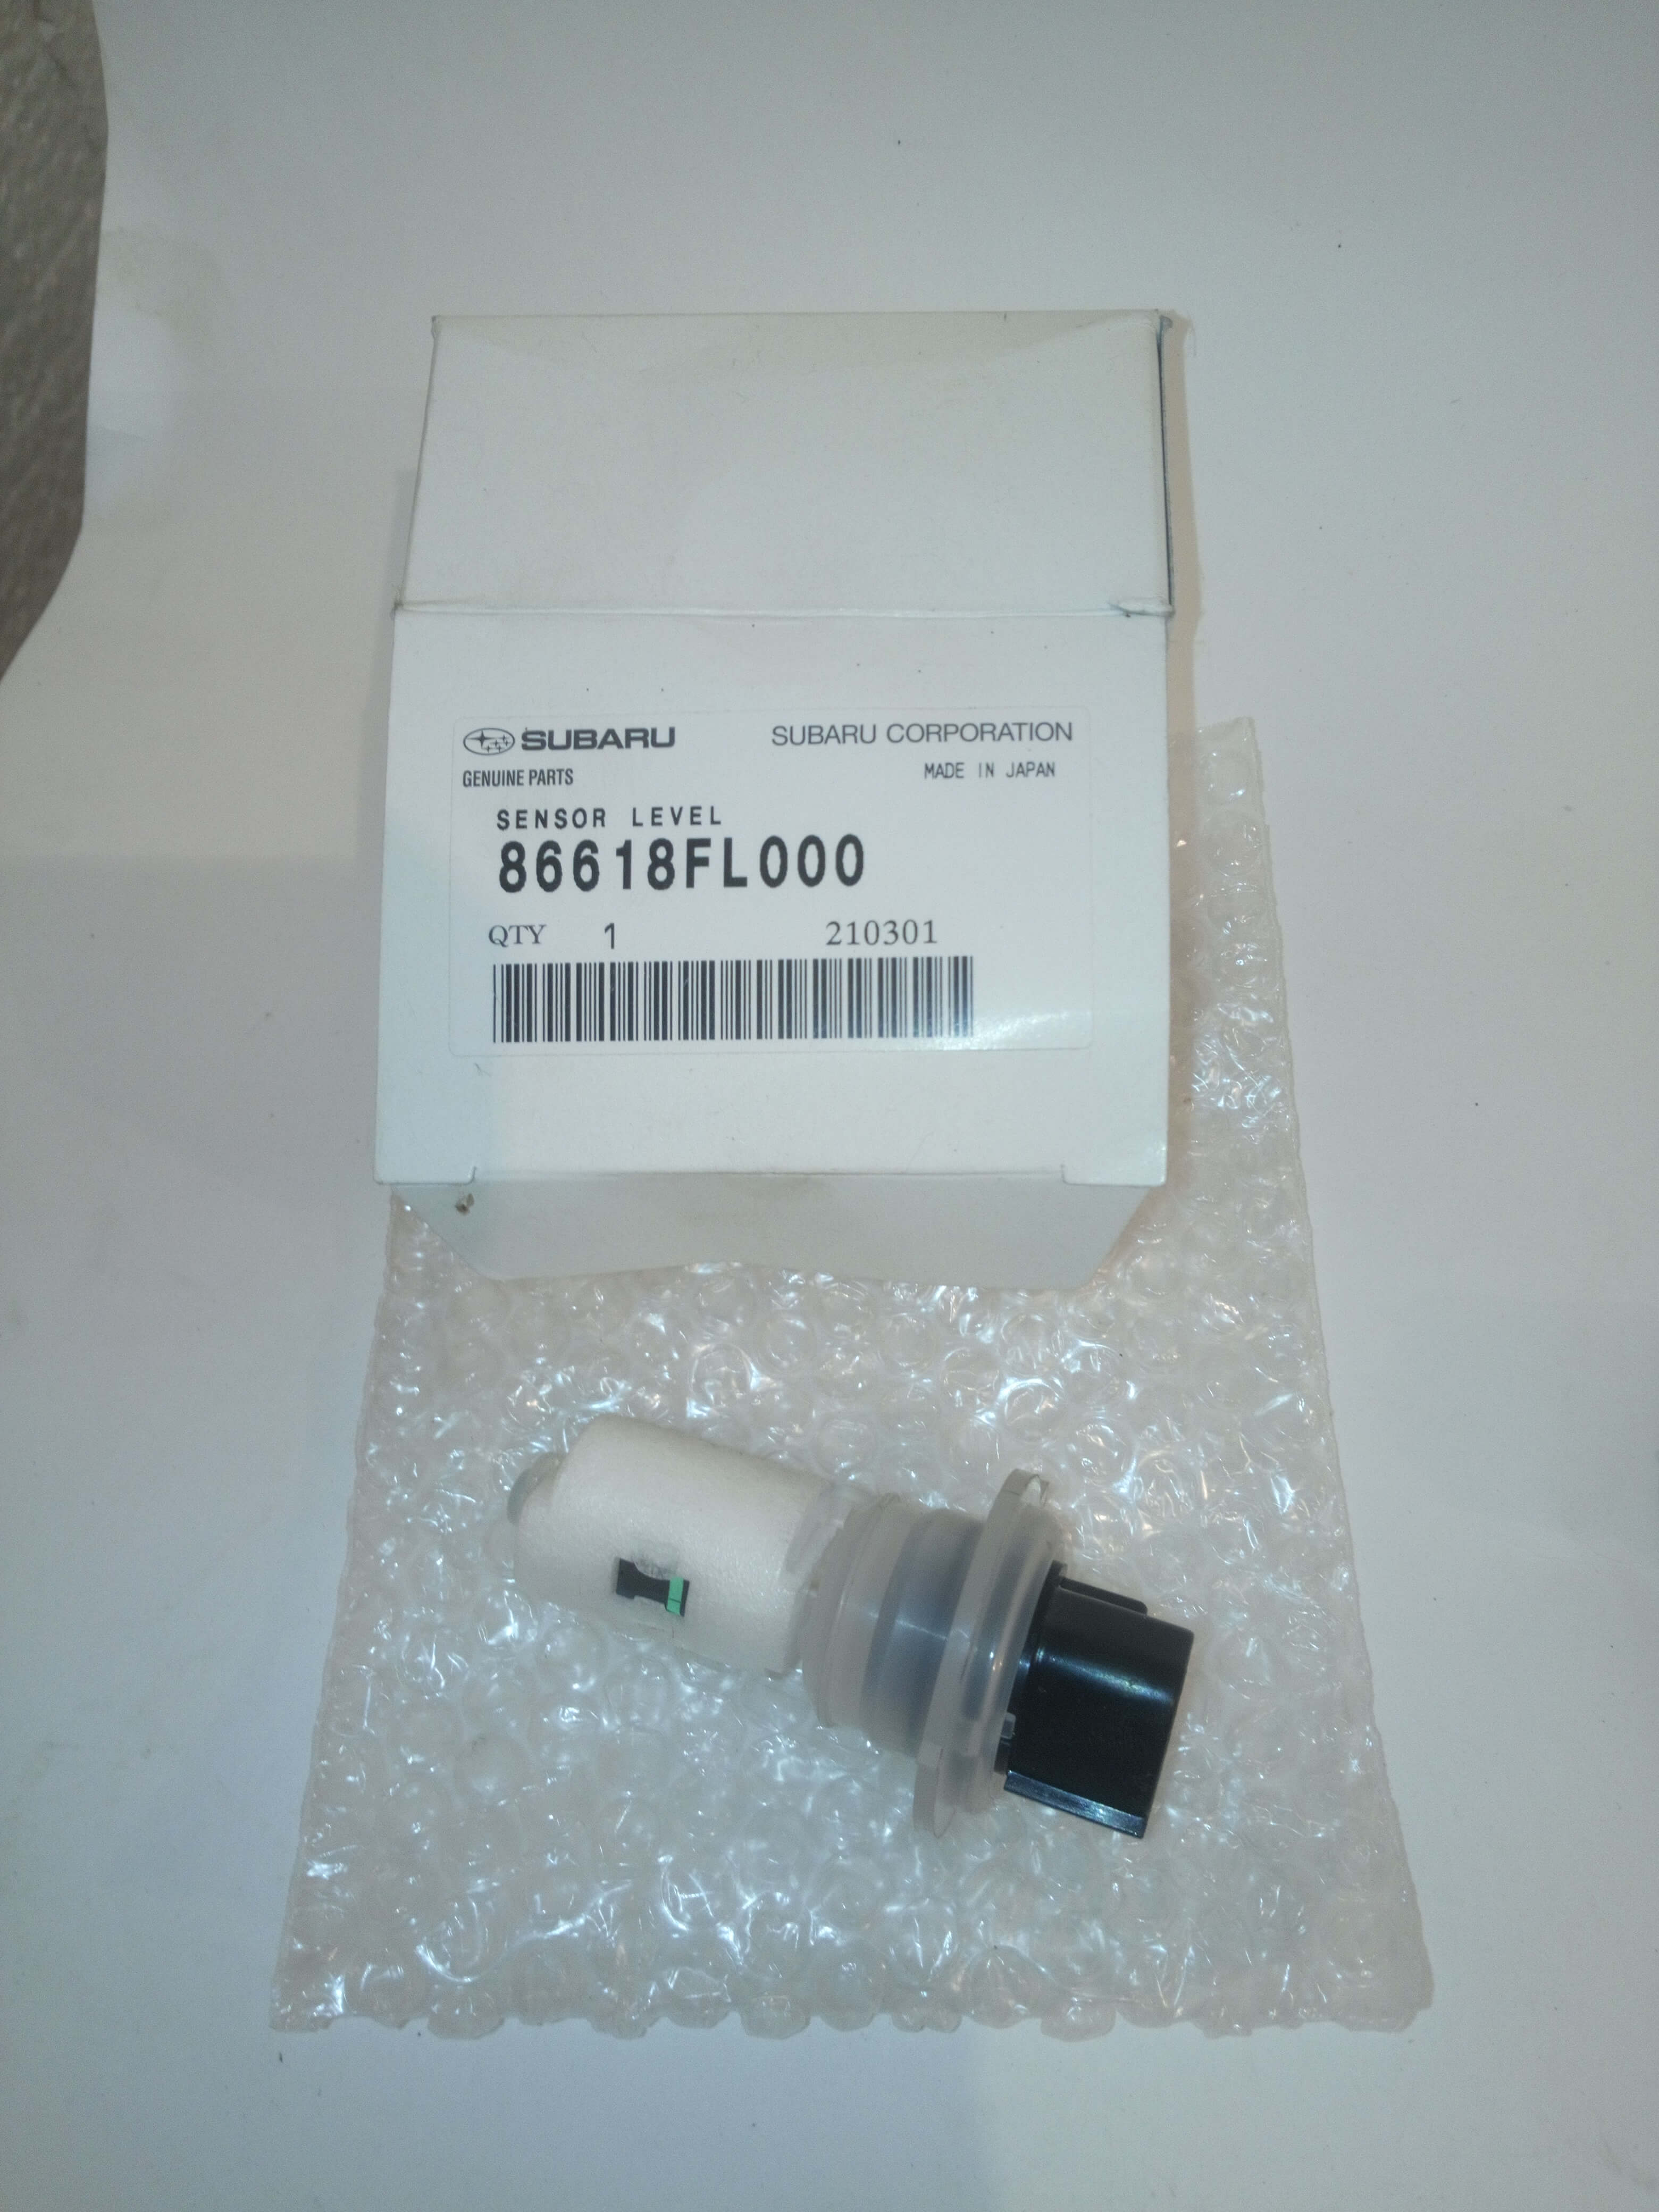 SUBARU SUBARU CORPORATION
GENUINE PARTS MADE IN JAPAN
SENSOR LEVEL
86618FL000
QTY 1 210301